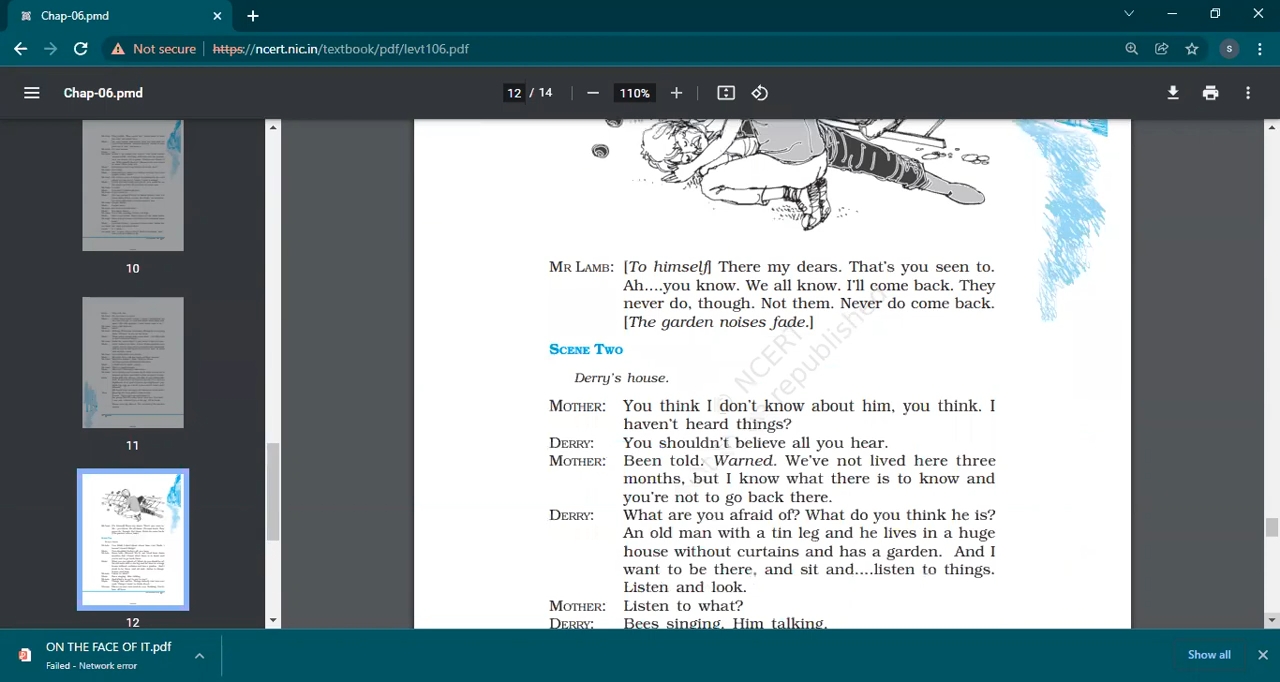 Chap-06.pmd
Not secure
https://ncert.nic.in/textbook/pdf/levt106.pdf
S
Chap-06.pmd
12 / 14
110%
10
11
12
MR LAMB: [To himself] There my dears. That's you seen to.
Ah....you know. We all know. I'll come back. They
never do, though. Not them. Never do come back.
[The garden noises fade.]
SCENE TWO
Derry's house.
MOTHER: You think I don't know about him, you think. I
haven't heard things?
DERRY: You shouldn't believe all you hear.
MOTHER: Been told. Warned. We've not lived here three
months, but I know what there is to know and
you're not to go back there.
DERRY: What are you afraid of? What do you think he is?
An old man with a tin leg and he lives in a huge
house without curtains and has a garden. And I
want to be there, and sit and....listen to things.
Listen and look.
MOTHER: Listen to what?
DERRY: Bees singing. Him talking.
© NCERT
republished
ON THE FACE OF IT.pdf
Failed - Network error
Show all